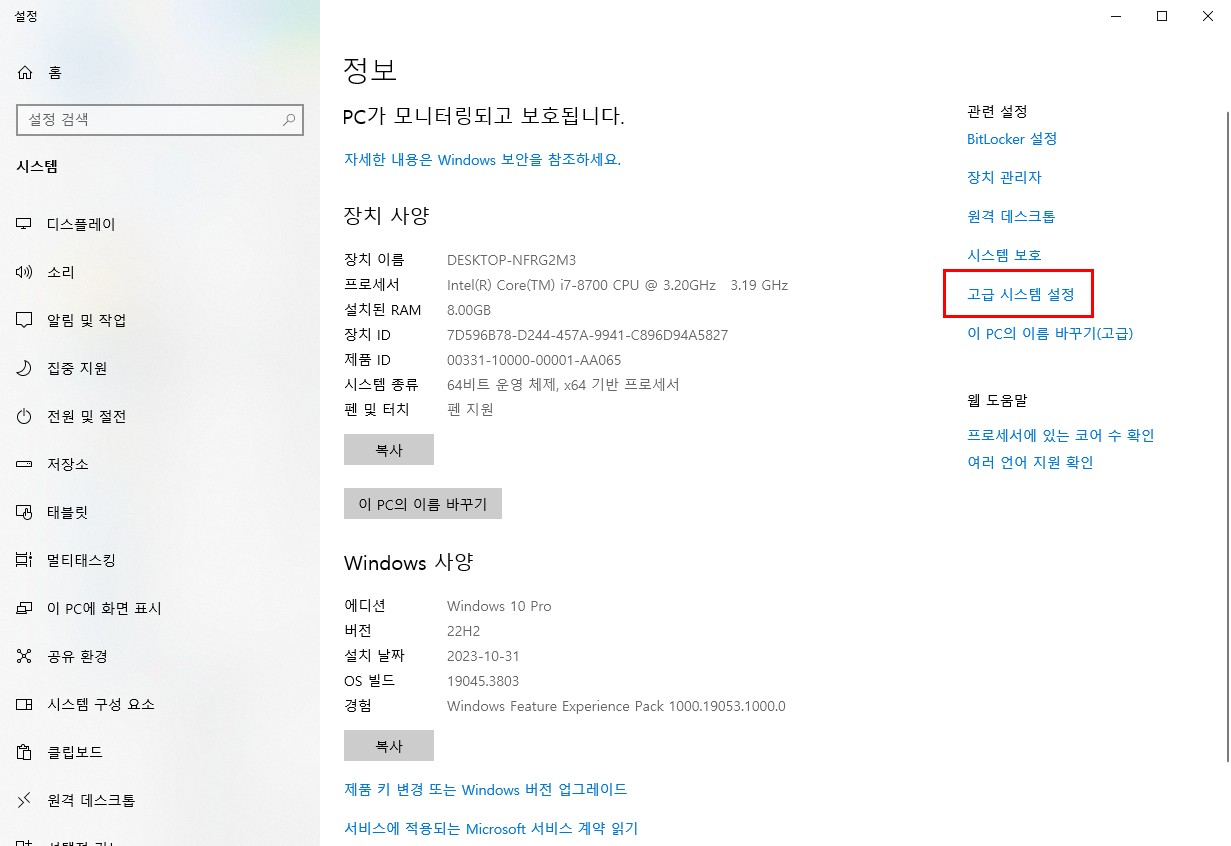 설정
홈
설정 검색
시스템
디스플레이
소리
알림 및 작업
집중 지원
전원 및 절전
저장소
태블릿
멀티태스킹
이 PC에 화면 표시
공유 환경
시스템 구성 요소
클립보드
원격 데스크톱
정보
PC가 모니터링되고 보호됩니다.
자세한 내용은 Windows 보안을 참조하세요.
장치 사양
장치 이름 DESKTOP-NFRG2M3
프로세서 Intel(R) Core(TM) i7-8700 CPU @ 3.20GHz 3.19 GHz
설치된 RAM 8.00GB
장치 ID 7D596B78-D244-457A-9941-C896D94A5827
제품 ID 00331-10000-00001-AA065
시스템 종류 64비트 운영 체제, x64 기반 프로세서
펜 및 터치 펜 지원
복사
이 PC의 이름 바꾸기
Windows 사양
에디션 Windows 10 Pro
버전 22H2
설치 날짜 2023-10-31
OS 빌드 19045.3803
경험 Windows Feature Experience Pack 1000.19053.1000.0
복사
제품 키 변경 또는 Windows 버전 업그레이드
서비스에 적용되는 Microsoft 서비스 계약 읽기
관련 설정
BitLocker 설정
장치 관리자
원격 데스크톱
시스템 보호
고급 시스템 설정
이 PC의 이름 바꾸기(고급)
웹 도움말
프로세서에 있는 코어 수 확인
여러 언어 지원 확인